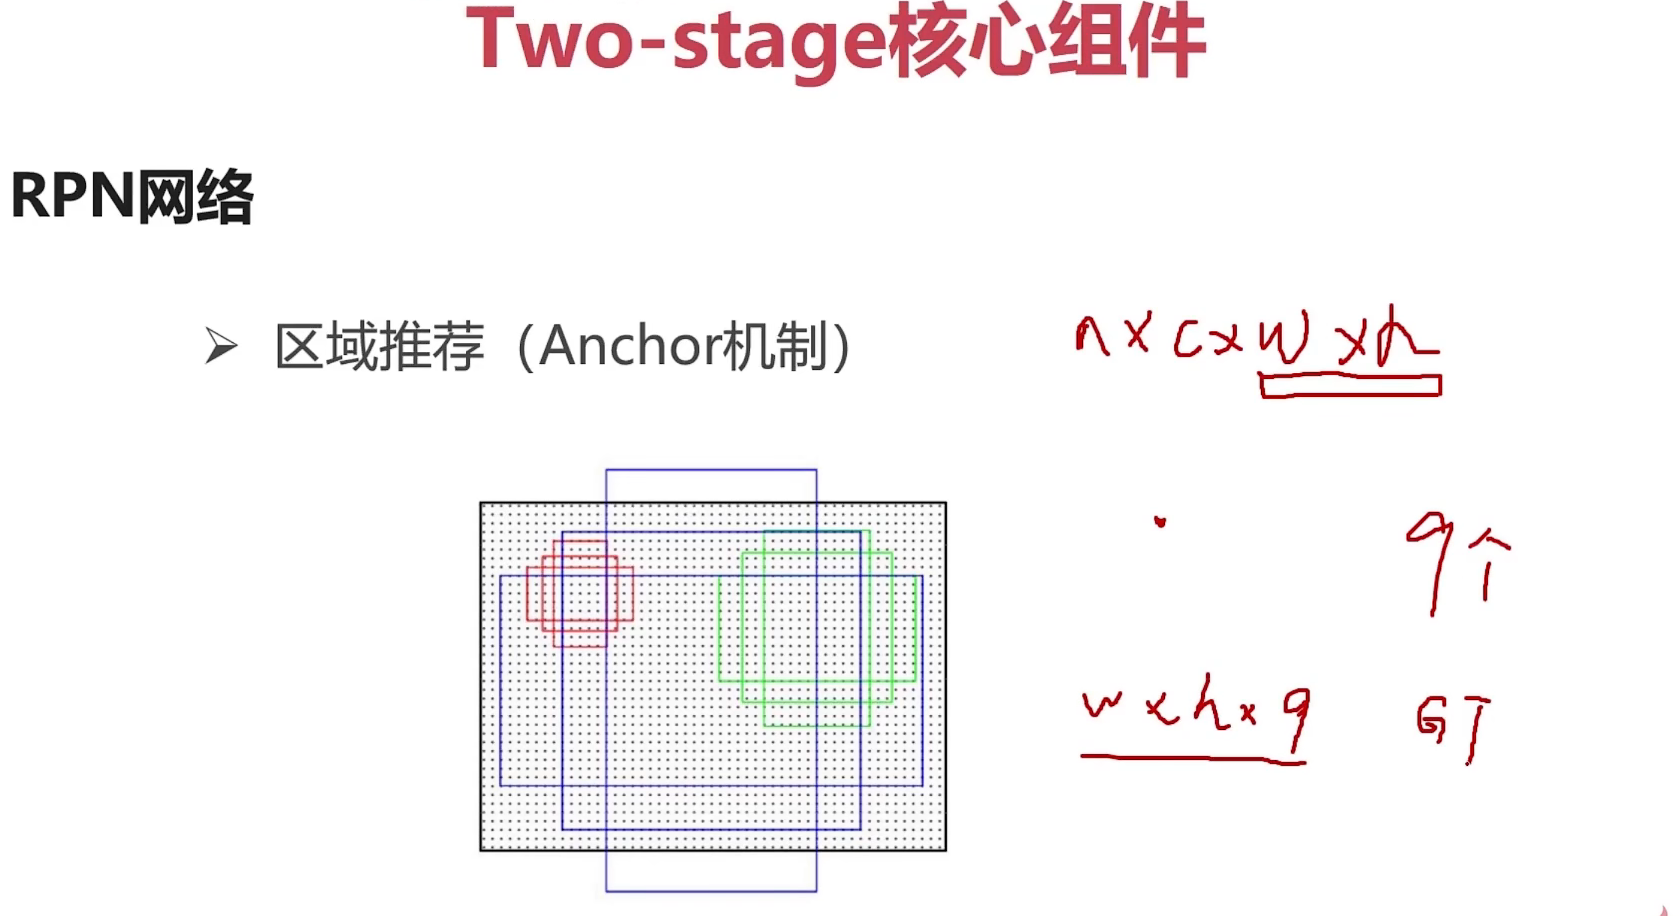 Two-stage核心组件
RPN网络
➢ 区域推荐（Anchor机制）
n × c × w × h
9个
w × h × 9
GT